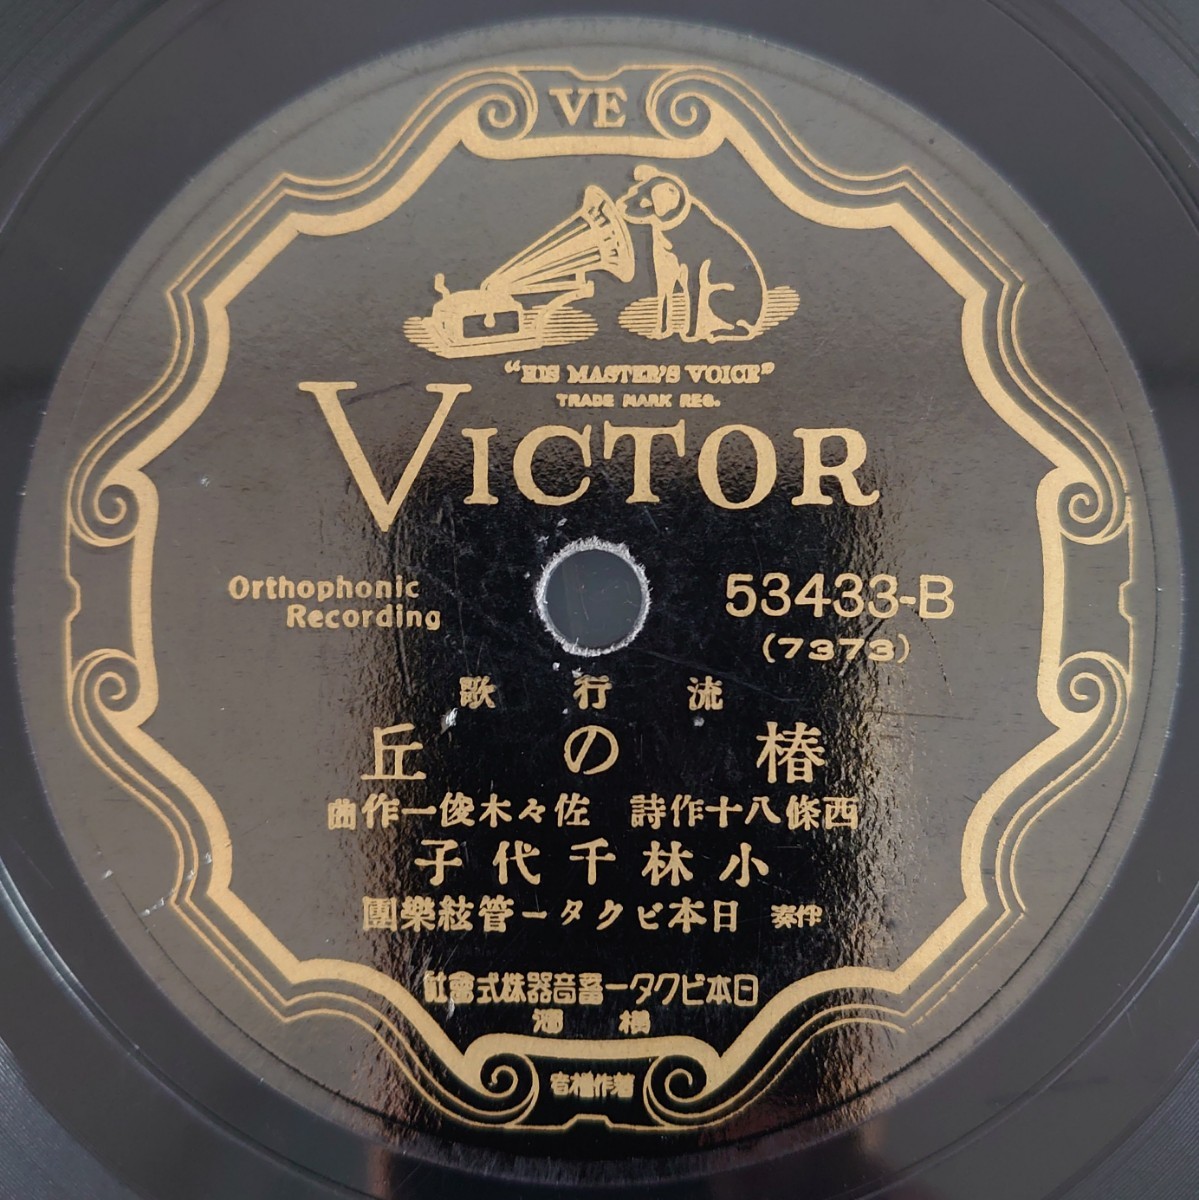 VE
"HIS MASTER'S VOICE"
TRADE MARK REG.
VICTOR
Orthophonic
Recording
53433-B
(7373)
流行歌
椿の丘
西條八十作詩 佐々木俊一作曲
小林千代子
伴奏 日本ビクター管絃樂團
日本ビクター蓄音器株式會社
横濱
著作權